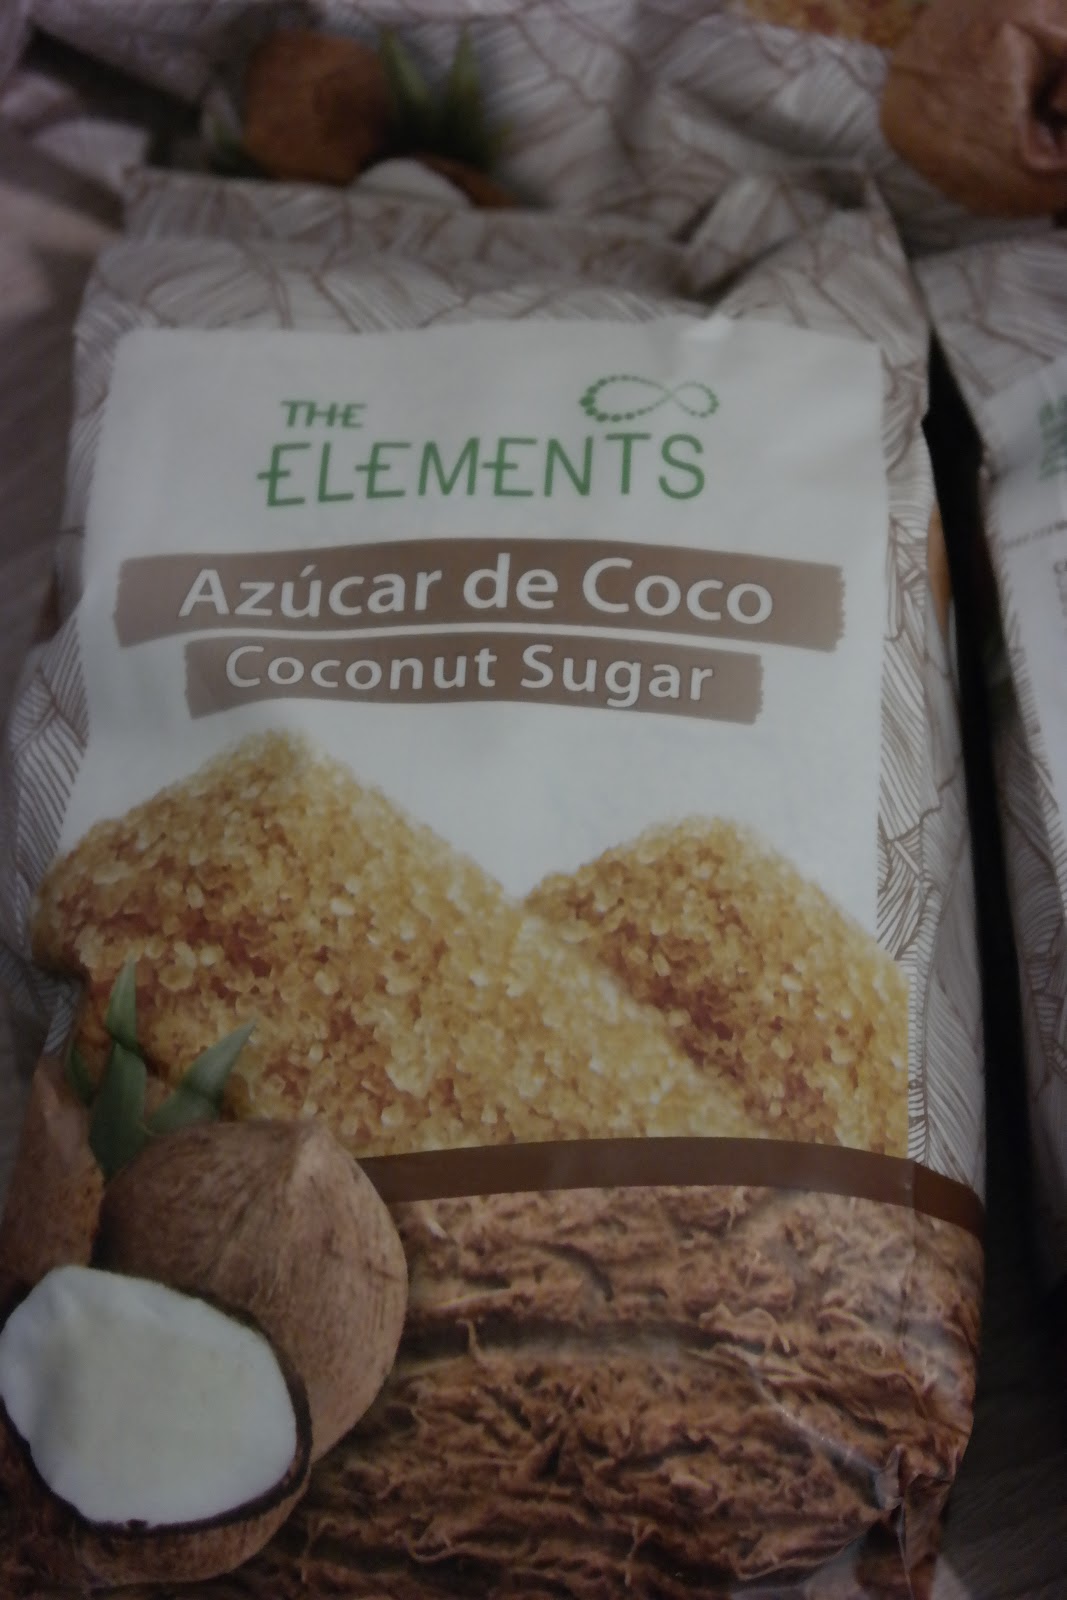 THE
ELEMENTS
Azúcar de Coco
Coconut Sugar